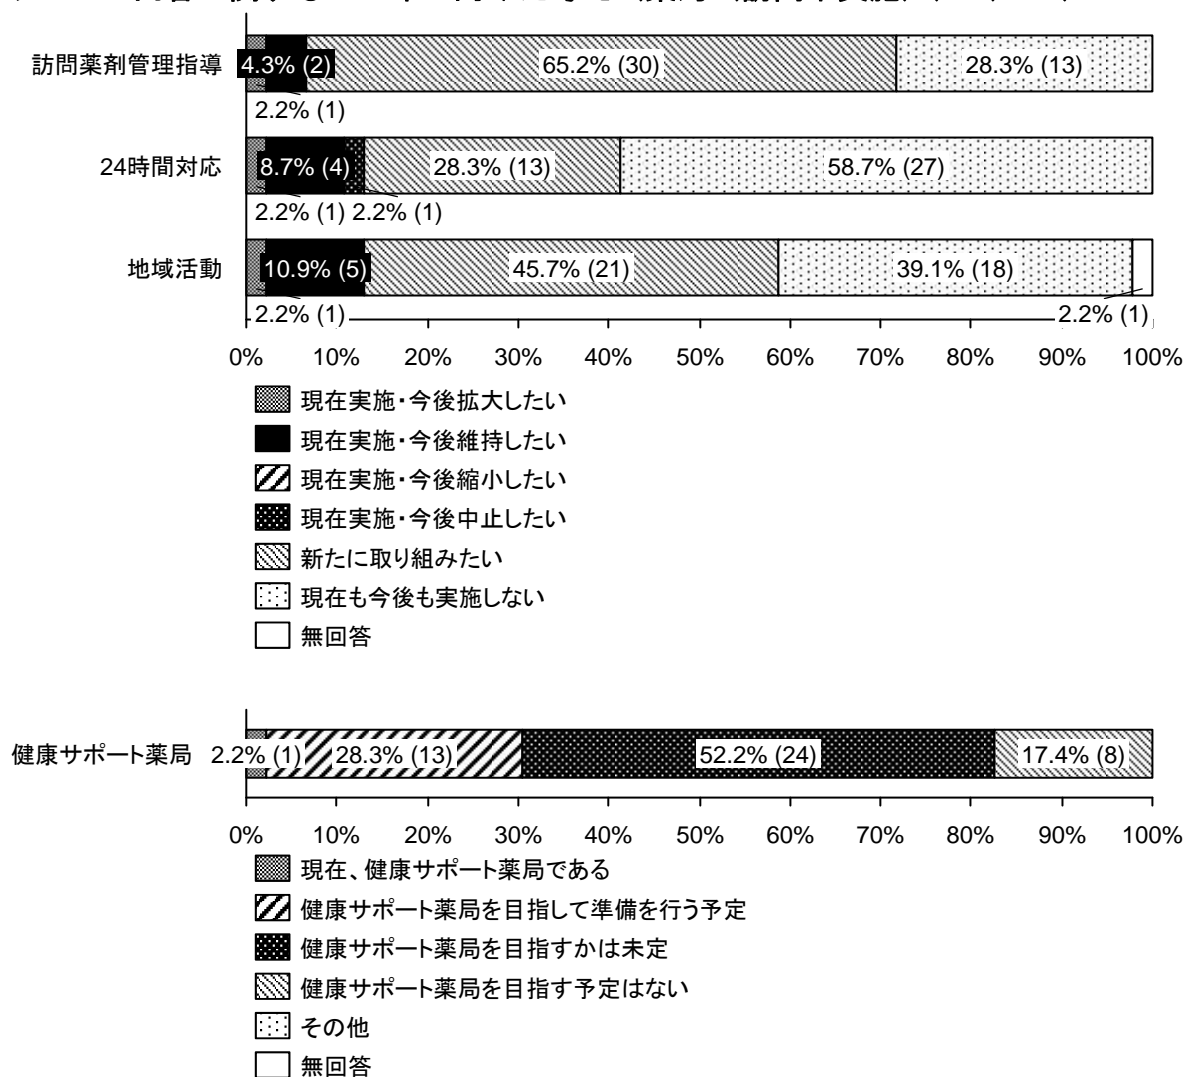 訪問薬剤管理指導 4.3% (2) 65.2% (30) 28.3% (13)
2.2% (1)
24時間対応 8.7% (4) 28.3% (13) 58.7% (27)
2.2% (1) 2.2% (1)
地域活動 10.9% (5) 45.7% (21) 39.1% (18)
2.2% (1) 2.2% (1)
0% 10% 20% 30% 40% 50% 60% 70% 80% 90% 100%
現在実施・今後拡大したい
現在実施・今後維持したい
現在実施・今後縮小したい
現在実施・今後中止したい
新たに取り組みたい
現在も今後も実施しない
無回答
健康サポート薬局 2.2% (1) 28.3% (13) 52.2% (24) 17.4% (8)
0% 10% 20% 30% 40% 50% 60% 70% 80% 90% 100%
現在、健康サポート薬局である
健康サポート薬局を目指して準備を行う予定
健康サポート薬局を目指すかは未定
健康サポート薬局を目指す予定はない
その他
無回答